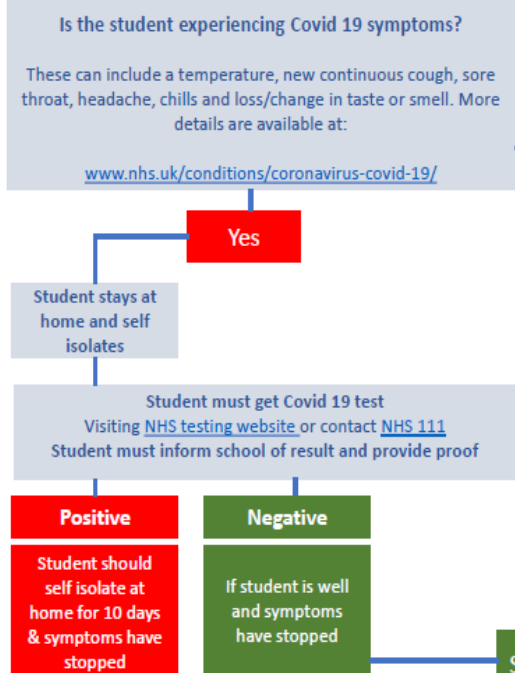 Is the student experiencing Covid 19 symptoms?
These can include a temperature, new continuous cough, sore
throat, headache, chills and loss/change in taste or smell. More
details are available at:
www.nhs.uk/conditions/coronavirus-covid-19/
Yes
Student stays at
home and self
isolates
Student must get Covid 19 test
Visiting NHS testing website or contact NHS 111
Student must inform school of result and provide proof
Positive
Negative
Student should
self isolate at
home for 10 days
& symptoms have
stopped
If student is well
and symptoms
have stopped